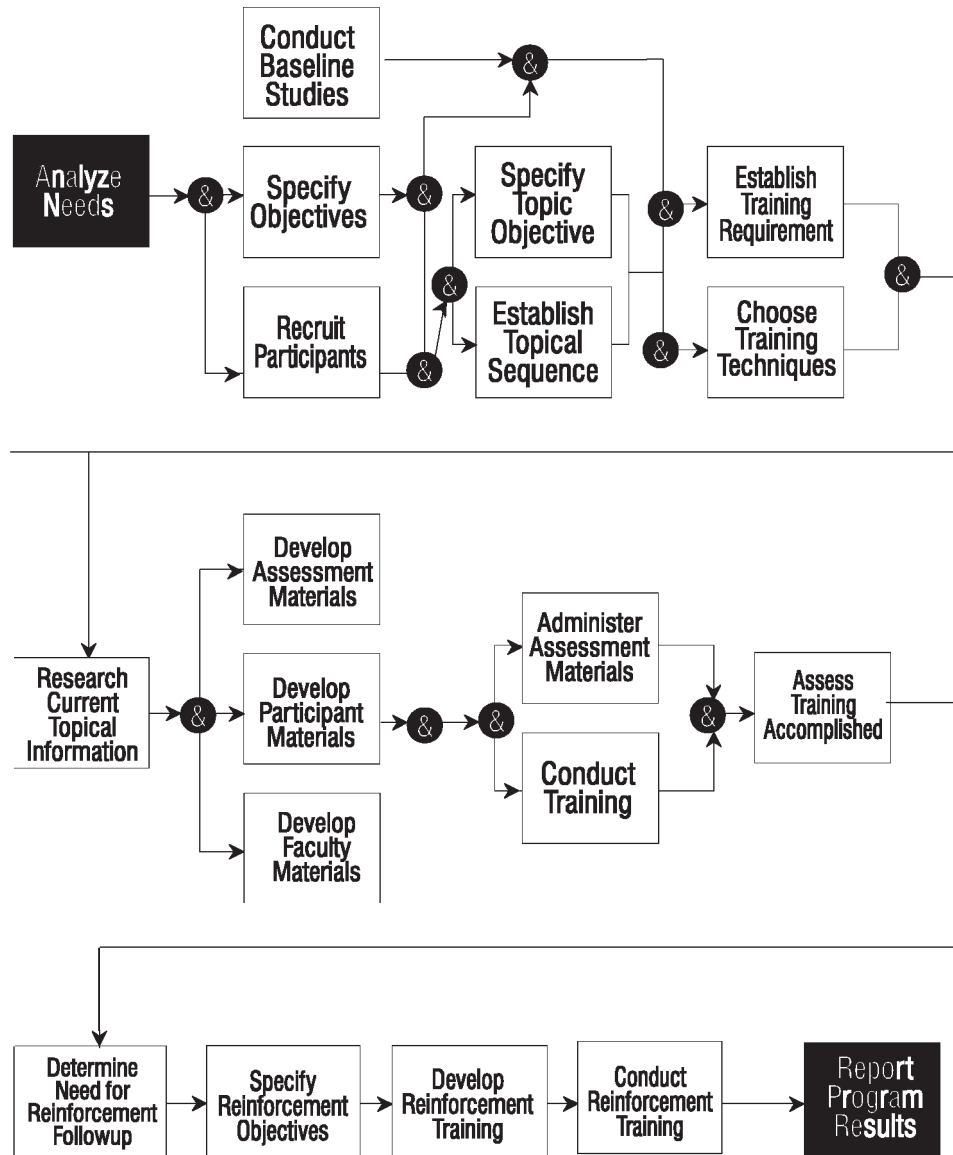 Conduct
Baseline
Studies
&
Analyze
Needs
&
Specify
Objectives
&
Specify
Topic
Objective
&
Establish
Training
Requirement
&
&
Recruit
Participants
&
Establish
Topical
Sequence
&
Choose
Training
Techniques
Develop
Assessment
Materials
Administer
Assessment
Materials
Research
Current
Topical
Information
&
Develop
Participant
Materials
&
&
&
Assess
Training
Accomplished
Conduct
Training
Develop
Faculty
Materials
Determine
Need for
Reinforcement
Followup
Specify
Reinforcement
Objectives
Develop
Reinforcement
Training
Conduct
Reinforcement
Training
Report
Program
Results